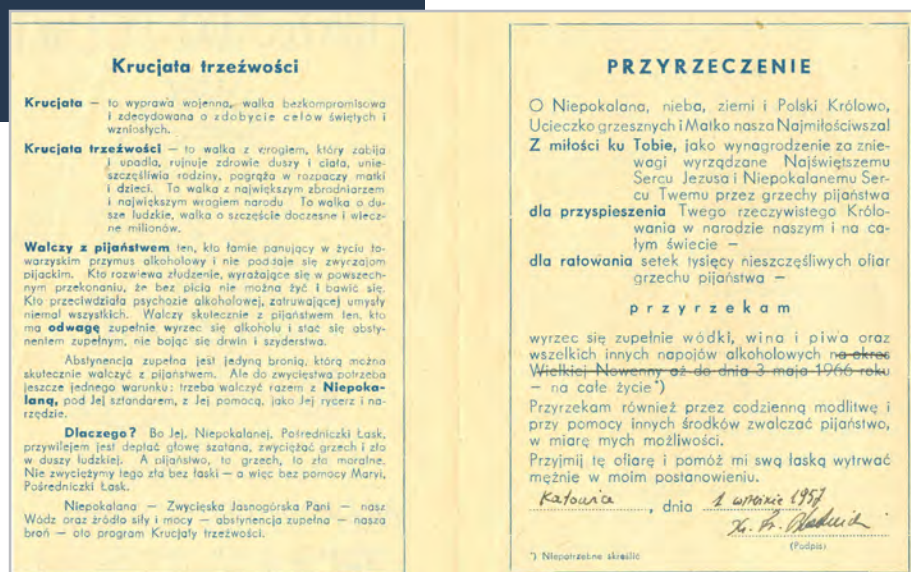 Krucjata trzeźwości
Krucjata – to wyprawa wojenna, walka bezkompromisowa
i zdecydowana o zdobycie celów świętych i
wzniosłych.
Krucjata trzeźwości – to walka z wrogiem, który zabija
i upadla, rujnuje zdrowie duszy i ciała, unie-
szczęśliwia rodziny, pogrąża w rozpaczy matki
i dzieci. To walka z największym zbrodniarzem
i największym wrogiem narodu To walka o du-
sze ludzkie, walka o szczęście doczesne i wiecz-
ne milionów.
Walczy z pijaństwem ten, kto łamie panujący w życiu to-
warzyskim przymus alkoholowy i nie poddaje się zwyczajom
pijackim. Kto rozwiewa złudzenie, wyrażające się w powszech-
nym przekonaniu, że bez picia nie można żyć i bawić się.
Kto przeciwdziała psychozie alkoholowej, zatruwającej umysły
niemal wszystkich. Walczy skutecznie z pijaństwem ten, kto
ma odwagę zupełnie wyrzec się alkoholu i stać się absty-
nentem zupełnym, nie bojąc się drwin i szyderstwa.
Abstynencja zupełna jest jedyną bronią, którą można
skutecznie walczyć z pijaństwem. Ale do zwycięstwa potrzeba
jeszcze jednego warunku: trzeba walczyć razem z Niepoka-
laną, pod Jej sztandarem, z Jej pomocą, jako Jej rycerz i na-
rzędzie.
Dlaczego? Bo Jej, Niepokalanej, Pośredniczki Łask,
przywilejem jest deptać głowę szatana, zwyciężać grzech i zło
w duszy ludzkiej. A pijaństwo, to grzech, to zło moralne.
Nie zwyciężymy tego zła bez łaski – a więc bez pomocy Maryi,
Pośredniczki Łask.
Niepokalana – Zwycięska Jasnogórska Pani – nasz
Wódz oraz źródło siły i mocy – abstynencja zupełna – nasza
broń – oto program Krucjaty trzeźwości.
PRZYRZECZENIE
O Niepokalana, nieba, ziemi i Polski Królowo,
Ucieczko grzesznych i Matko nasza Najmiłościwsza!
Z miłości ku Tobie, jako wynagrodzenie za znie-
wagi wyrządzane Najświętszemu
Sercu Jezusa i Niepokalanemu Ser-
cu Twemu przez grzechy pijaństwa
dla przyspieszenia Twego rzeczywistego Królo-
wania w narodzie naszym i na ca-
łym świecie –
dla ratowania setek tysięcy nieszczęśliwych ofiar
grzechu pijaństwa –
przyrzekam
wyrzec się zupełnie wódki, wina i piwa oraz
wszelkich innych napojów alkoholowych na okres
Wielkiej Nowenny aż do dnia 3 maja 1966 roku
– na całe życie*)
Przyrzekam również przez codzienną modlitwę i
przy pomocy innych środków zwalczać pijaństwo,
w miarę mych możliwości.
Przyjmij tę ofiarę i pomóż mi swą łaską wytrwać
mężnie w moim postanowieniu.
Katowice, dnia 1 wrześnie 1957
Ks. Fr. Blachnicki
(Podpis)
*) Niepotrzebne skreślić